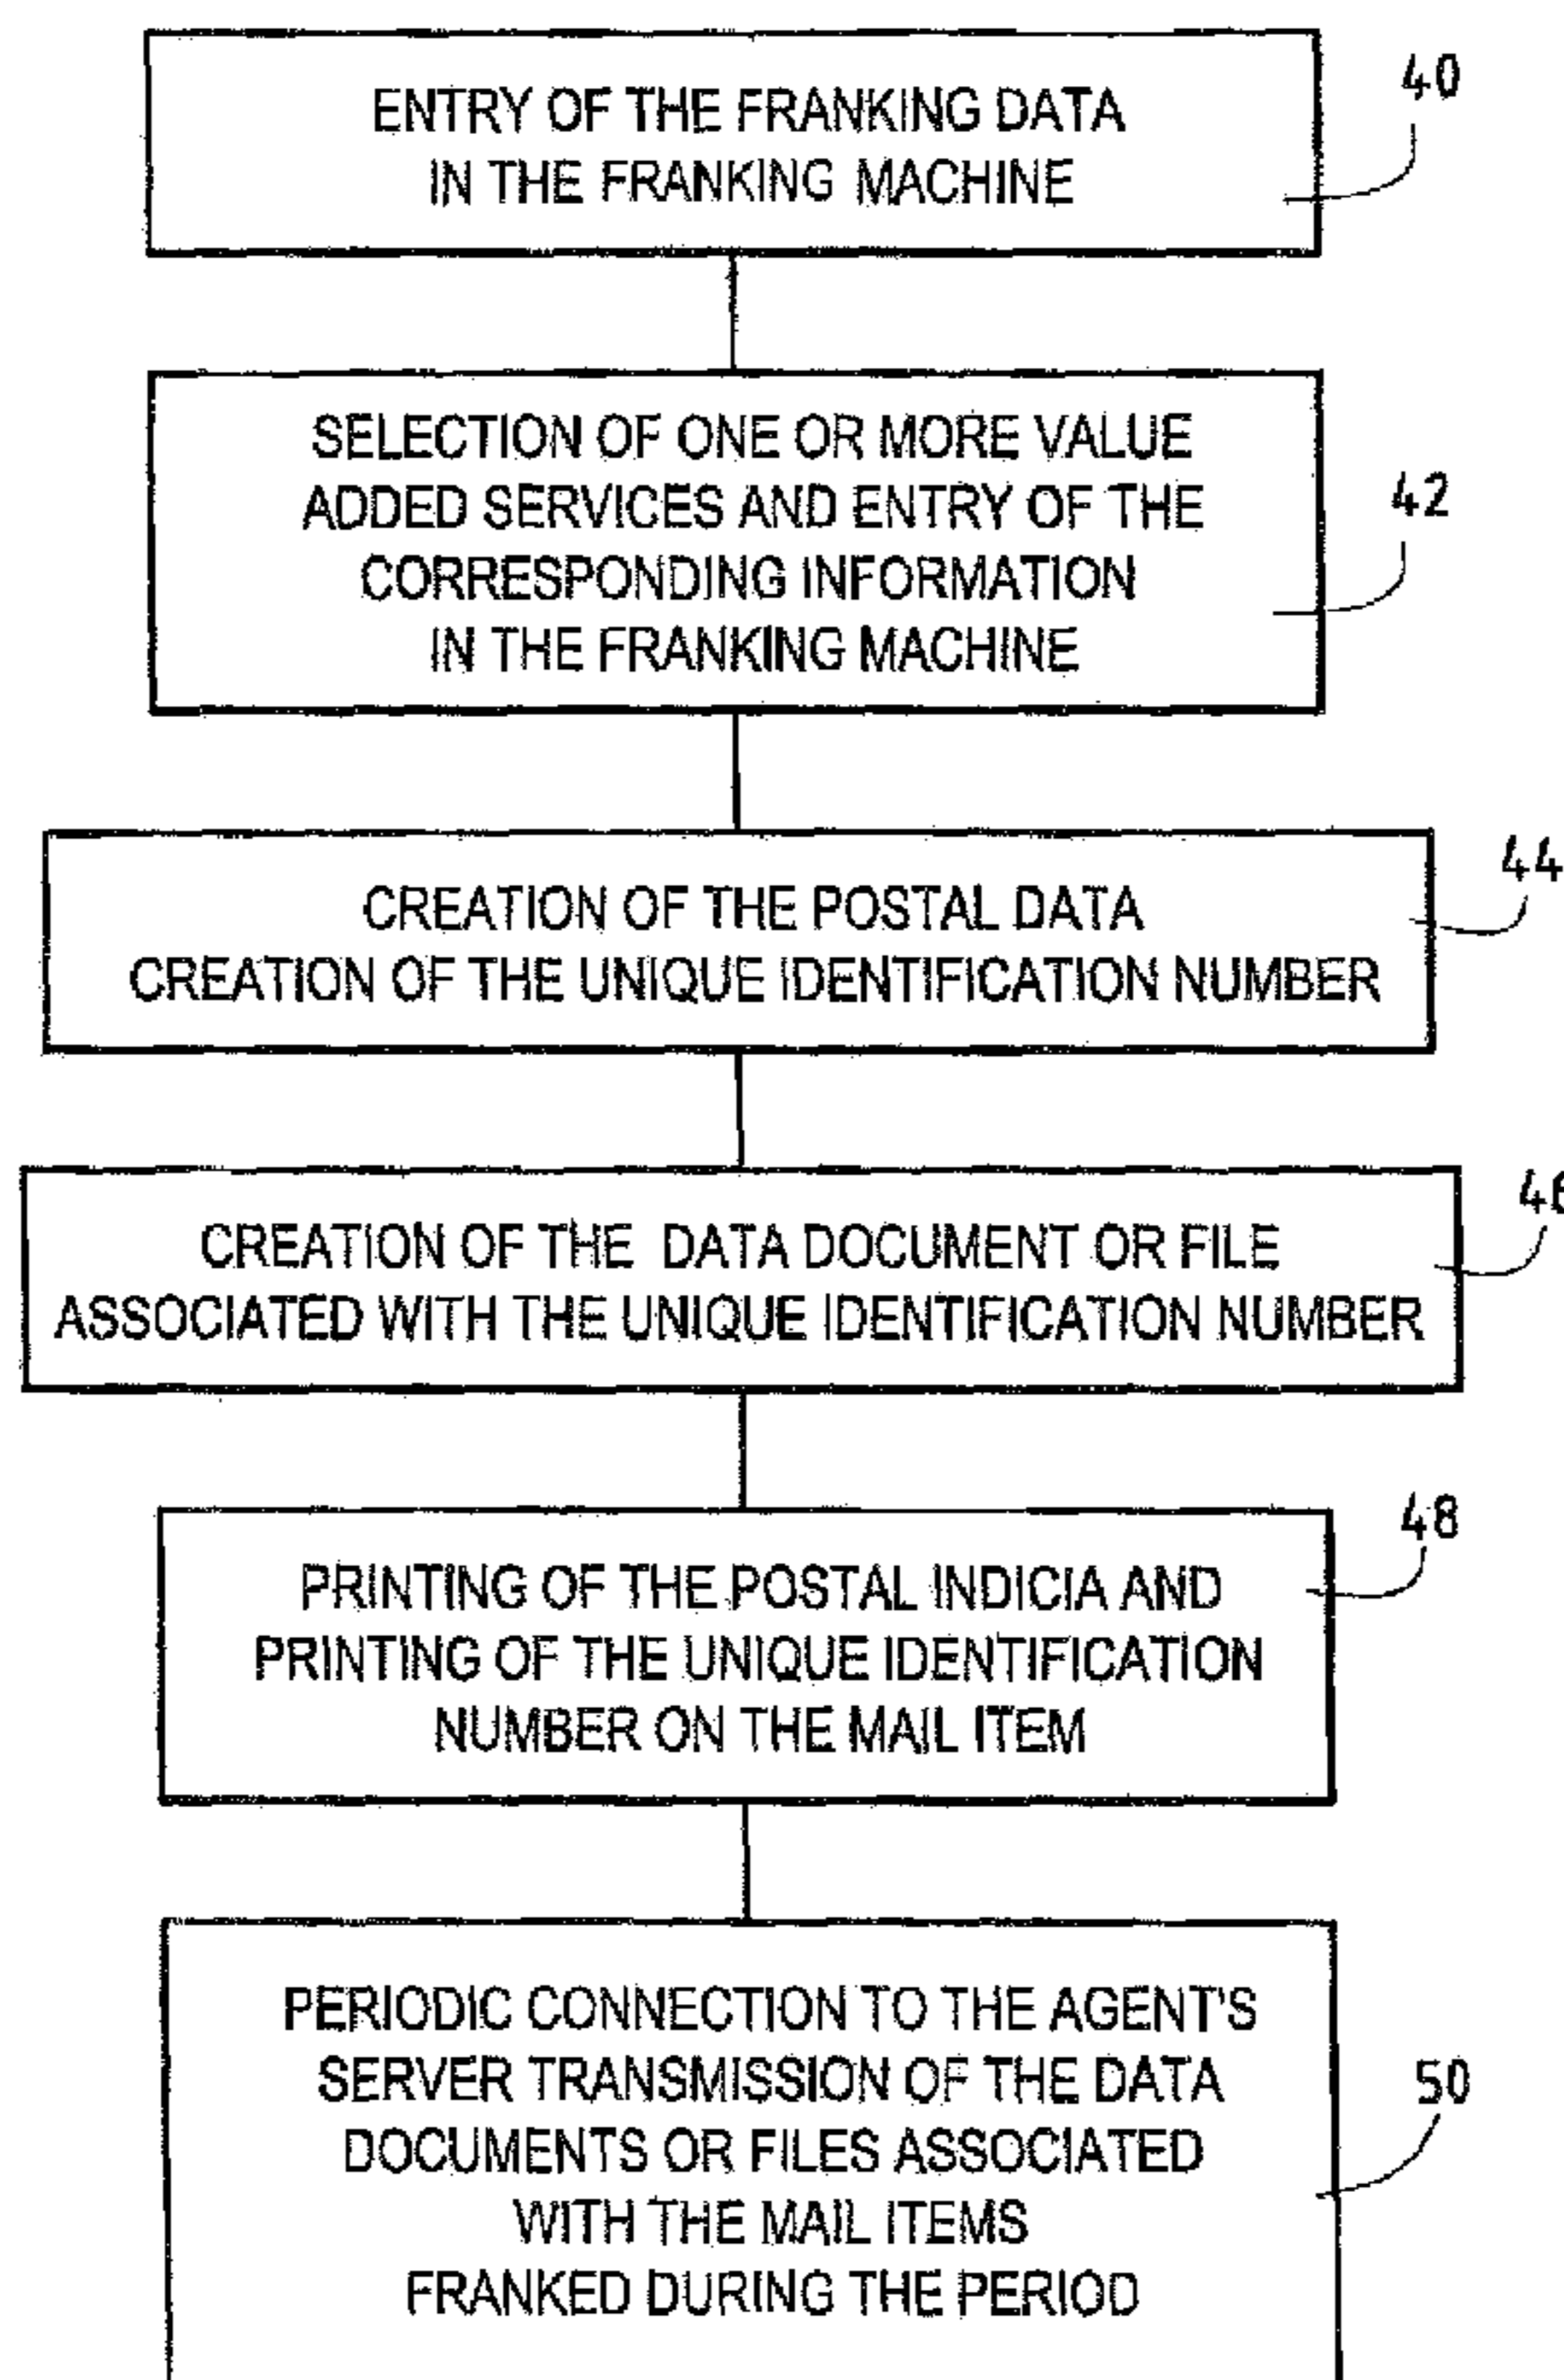 ENTRY OF THE FRANKING DATA
IN THE FRANKING MACHINE
40
SELECTION OF ONE OR MORE VALUE
ADDED SERVICES AND ENTRY OF THE
CORRESPONDING INFORMATION
IN THE FRANKING MACHINE
42
CREATION OF THE POSTAL DATA
CREATION OF THE UNIQUE IDENTIFICATION NUMBER
44
CREATION OF THE DATA DOCUMENT OR FILE
ASSOCIATED WITH THE UNIQUE IDENTIFICATION NUMBER
46
PRINTING OF THE POSTAL INDICIA AND
PRINTING OF THE UNIQUE IDENTIFICATION
NUMBER ON THE MAIL ITEM
48
PERIODIC CONNECTION TO THE AGENT'S
SERVER TRANSMISSION OF THE DATA
DOCUMENTS OR FILES ASSOCIATED
WITH THE MAIL ITEMS
FRANKED DURING THE PERIOD
50